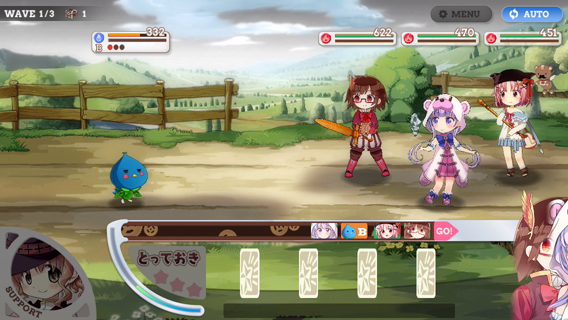 WAVE 1/3 1
MENU
AUTO
332
B
622
470
451
B
GO!
とっておき
SUPPORT